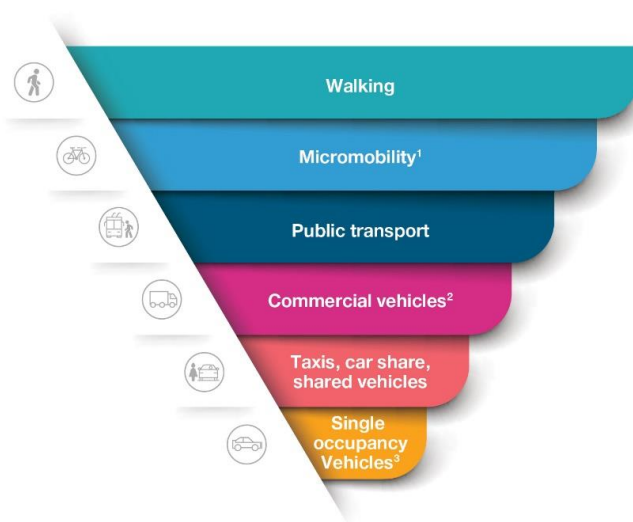 Walking
Micromobility¹
Public transport
Commercial vehicles²
Taxis, car share,
shared vehicles
Single
occupancy
Vehicles³